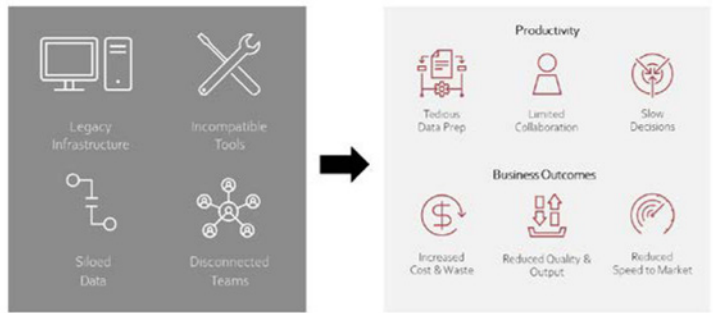 Legacy
Infrastructure
Incompatible
Tools
Siloed
Data
Disconnected
Teams
Productivity
Tedious
Data Prep
Limited
Collaboration
Slow
Decisions
Business Outcomes
Increased
Cost & Waste
Reduced Quality &
Output
Reduced
Speed to Market